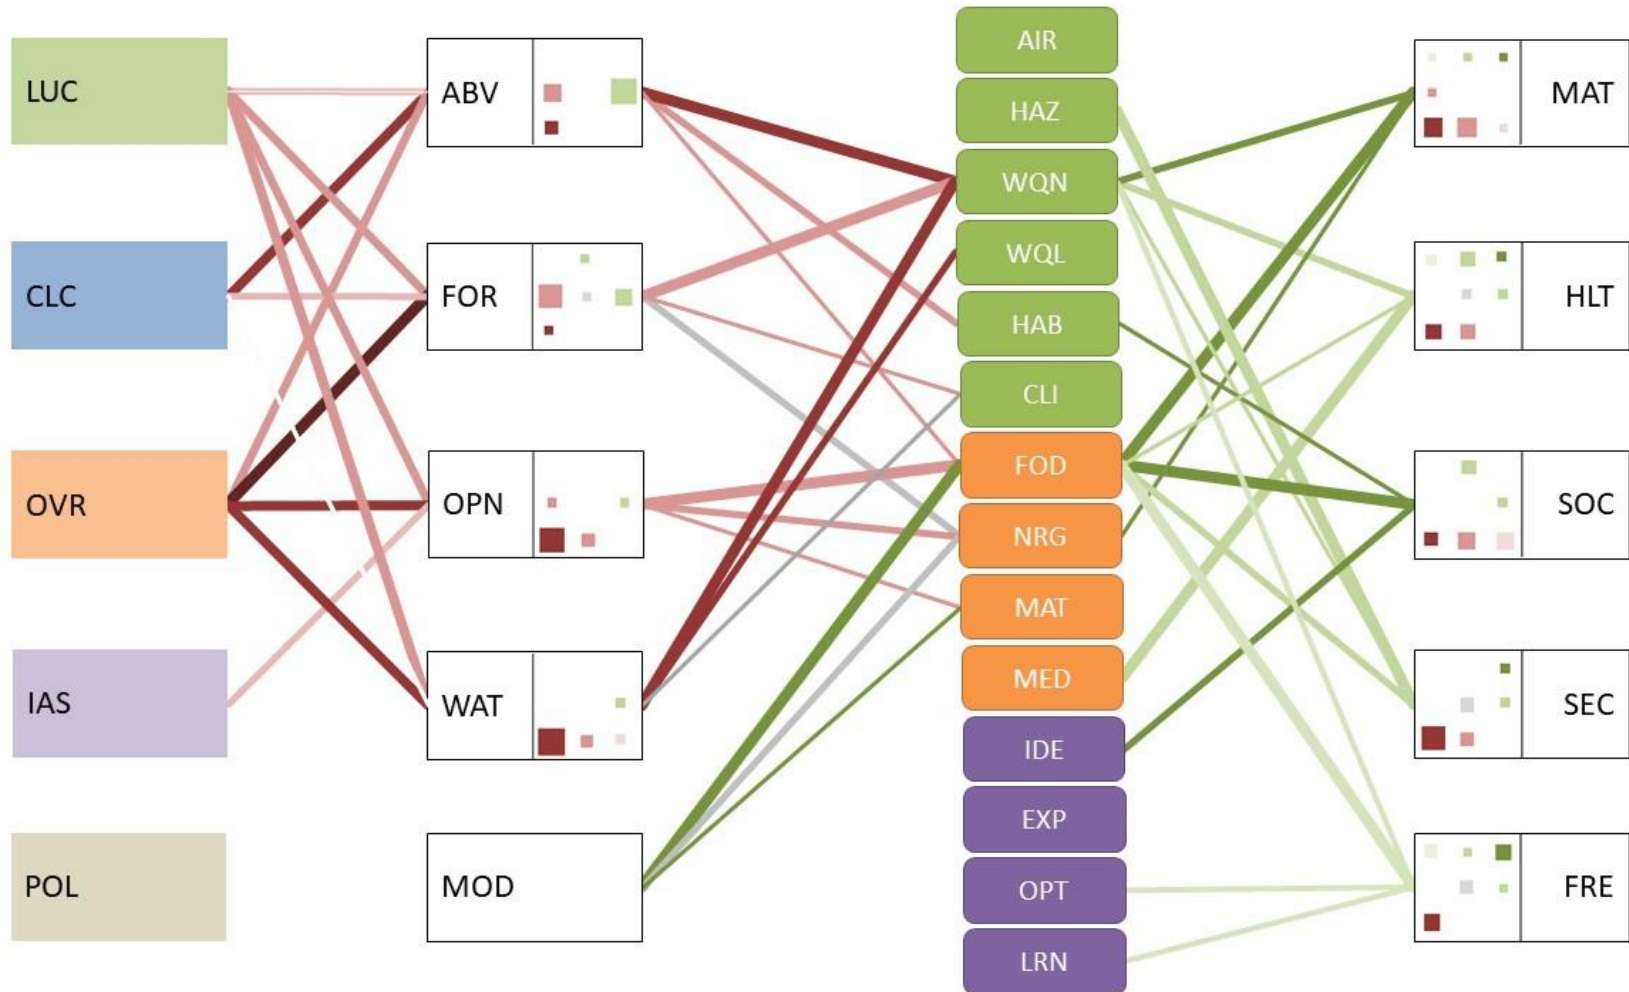 LUC
CLC
OVR
IAS
POL
ABV
FOR
OPN
WAT
MOD
AIR
HAZ
WQN
WQL
HAB
CLI
FOD
NRG
MAT
MED
IDE
EXP
OPT
LRN
MAT
HLT
SOC
SEC
FRE